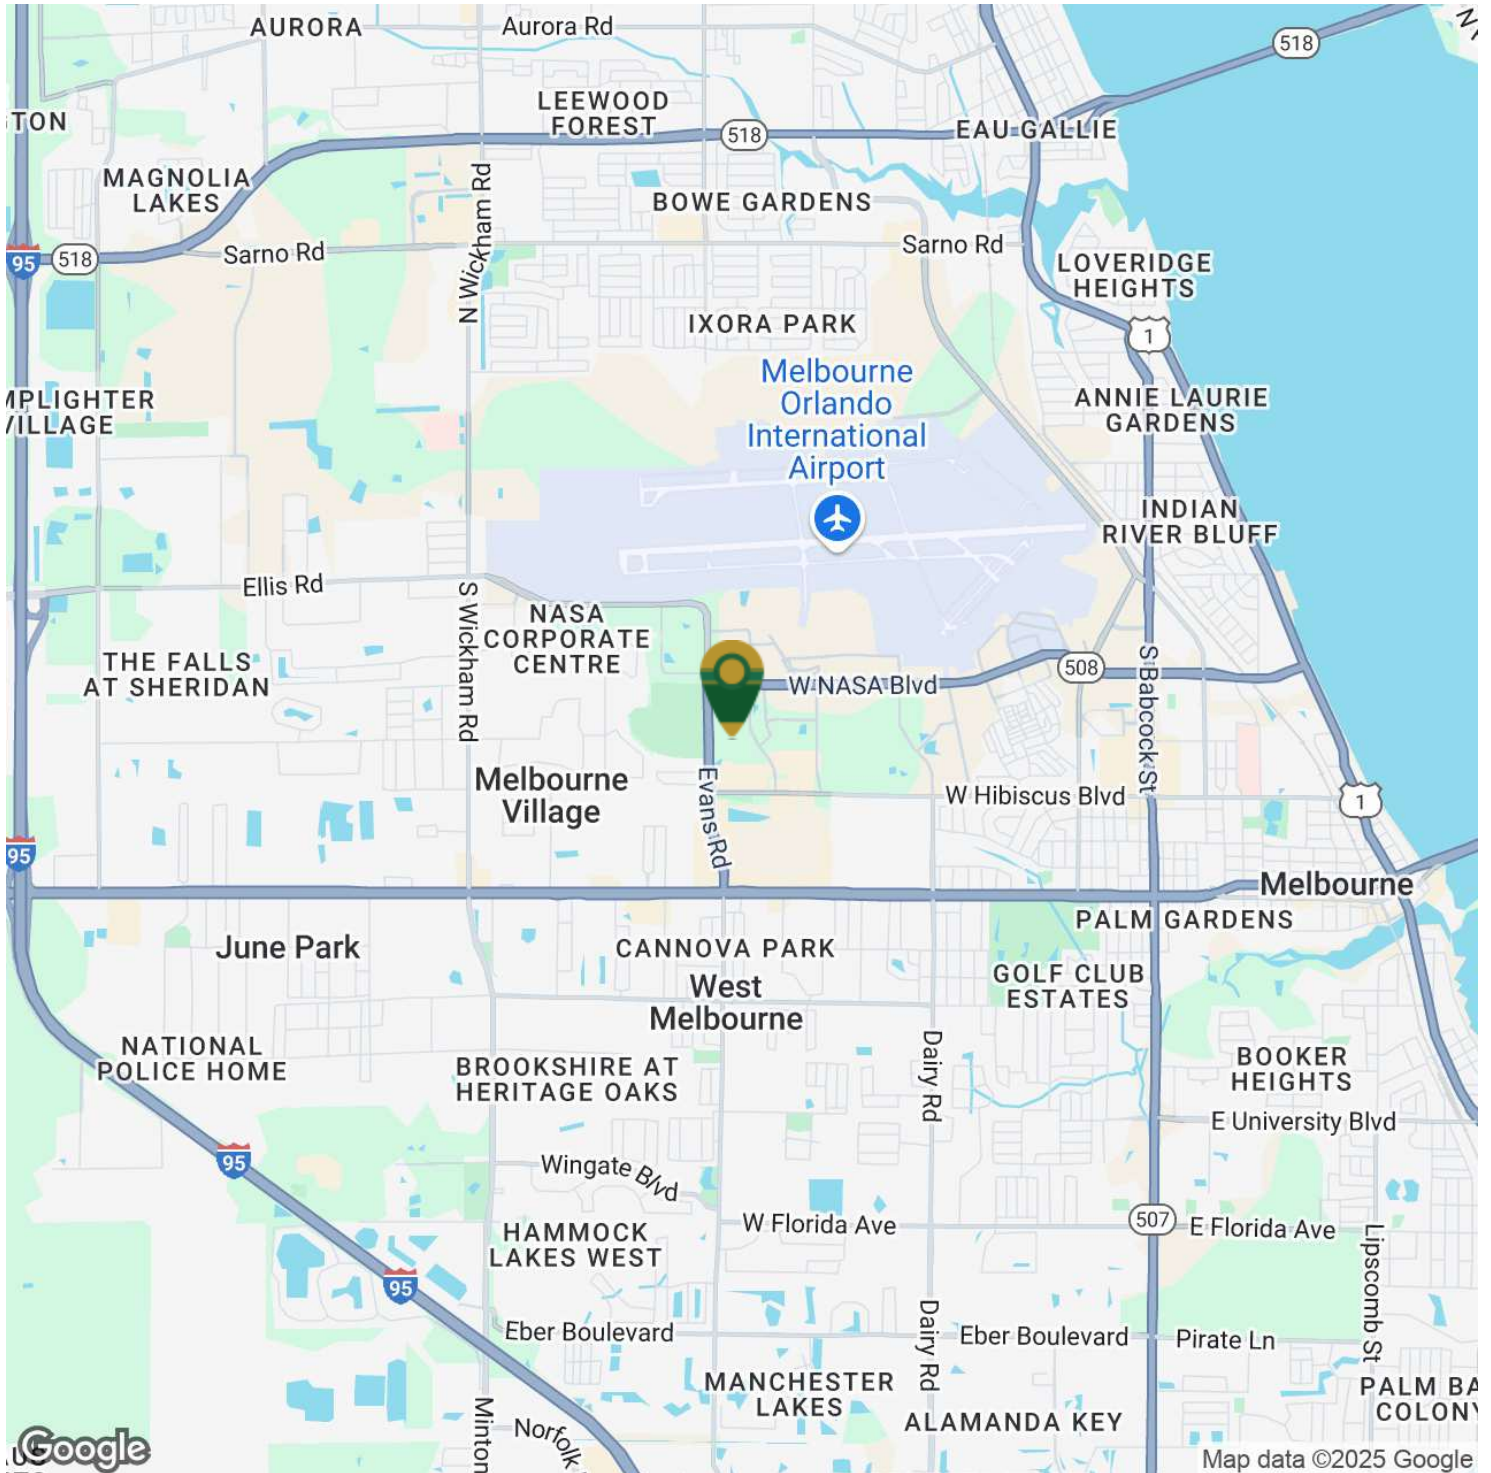 AURORA
Aurora Rd
518
TON
LEEWOOD
FOREST
518
EAU GALLIE
MAGNOLIA
LAKES
N Wickham Rd
BOWE GARDENS
Sarno Rd
Sarno Rd
95
518
LOVERIDGE
HEIGHTS
IXORA PARK
1
Melbourne
Orlando
International
Airport
MPLIGHTER
VILLAGE
ANNIE LAURIE
GARDENS
INDIAN
RIVER BLUFF
Ellis Rd
S Wickham Rd
NASA
CORPORATE
CENTRE
THE FALLS
AT SHERIDAN
W NASA Blvd
508
S Babcock St
Melbourne
Village
Evans Rd
W Hibiscus Blvd
1
95
Melbourne
PALM GARDENS
June Park
CANNOVA PARK
West
Melbourne
GOLF CLUB
ESTATES
NATIONAL
POLICE HOME
BROOKSHIRE AT
HERITAGE OAKS
Dairy Rd
BOOKER
HEIGHTS
E University Blvd
95
Wingate Blvd
W Florida Ave
507
E Florida Ave
HAMMOCK
LAKES WEST
Lipscomb St
95
Eber Boulevard
Dairy Rd
Eber Boulevard
Pirate Ln
MANCHESTER
LAKES
PALM BA
COLONY
Minton
Norfolk
ALAMANDA KEY
Google
Map data ©2025 Google